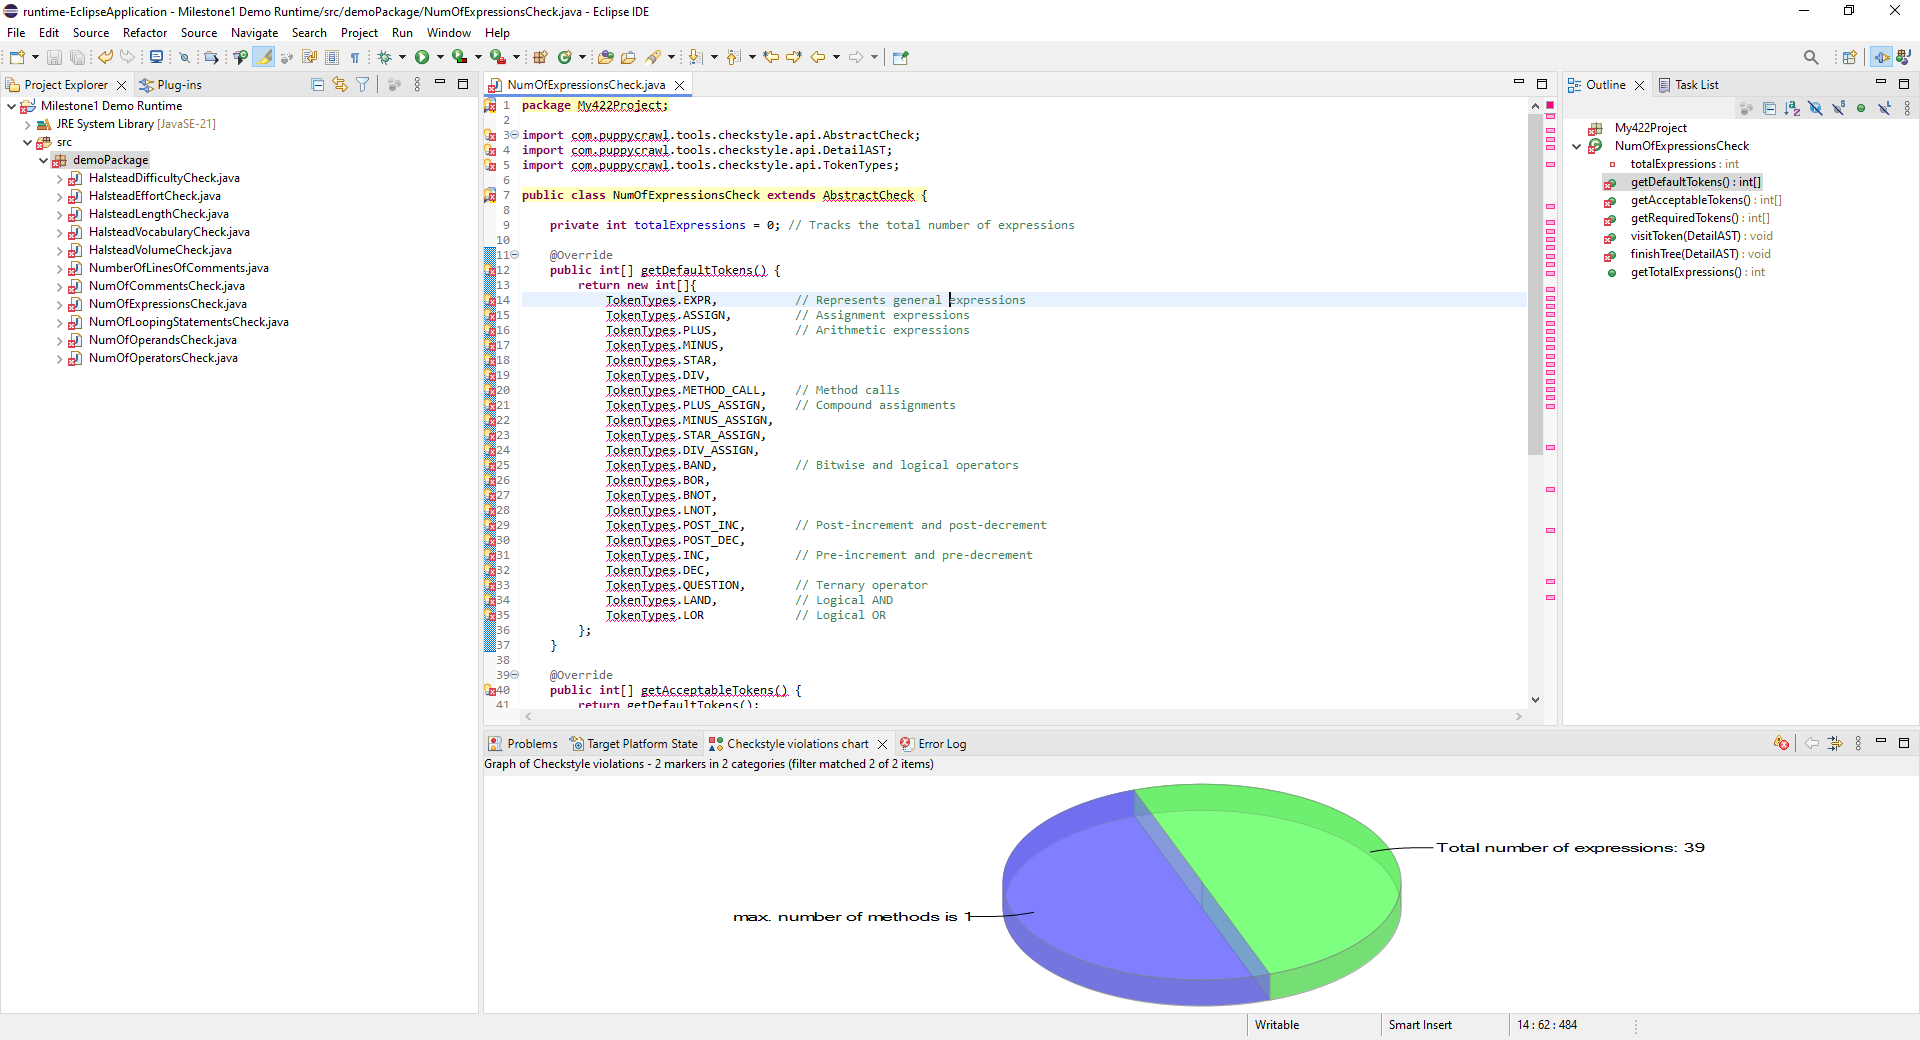 runtime-EclipseApplication - Milestone1 Demo Runtime/src/demoPackage/NumOfExpressionsCheck.java - Eclipse IDE
File Edit Source Refactor Source Navigate Search Project Run Window Help
Project Explorer Plug-ins
Milestone1 Demo Runtime
JRE System Library [JavaSE-21]
src
demoPackage
HalsteadDifficultyCheck.java
HalsteadEffortCheck.java
HalsteadLengthCheck.java
HalsteadVocabularyCheck.java
HalsteadVolumeCheck.java
NumberOfLinesOfComments.java
NumOfCommentsCheck.java
NumOfExpressionsCheck.java
NumOfLoopingStatementsCheck.java
NumOfOperandsCheck.java
NumOfOperatorsCheck.java
NumOfExpressionsCheck.java
1 package My422Project;
2
3 import com.puppycrawl.tools.checkstyle.api.AbstractCheck;
4 import com.puppycrawl.tools.checkstyle.api.DetailAST;
5 import com.puppycrawl.tools.checkstyle.api.TokenTypes;
6
7 public class NumOfExpressionsCheck extends AbstractCheck {
8
9 private int totalExpressions = 0; // Tracks the total number of expressions
10
11 @Override
12 public int[] getDefaultTokens() {
13 return new int[]{
14 TokenTypes.EXPR, // Represents general expressions
15 TokenTypes.ASSIGN, // Assignment expressions
16 TokenTypes.PLUS, // Arithmetic expressions
17 TokenTypes.MINUS,
18 TokenTypes.STAR,
19 TokenTypes.DIV,
20 TokenTypes.METHOD_CALL, // Method calls
21 TokenTypes.PLUS_ASSIGN, // Compound assignments
22 TokenTypes.MINUS_ASSIGN,
23 TokenTypes.STAR_ASSIGN,
24 TokenTypes.DIV_ASSIGN,
25 TokenTypes.BAND, // Bitwise and logical operators
26 TokenTypes.BOR,
27 TokenTypes.BNOT,
28 TokenTypes.LNOT,
29 TokenTypes.POST_INC, // Post-increment and post-decrement
30 TokenTypes.POST_DEC,
31 TokenTypes.INC, // Pre-increment and pre-decrement
32 TokenTypes.DEC,
33 TokenTypes.QUESTION, // Ternary operator
34 TokenTypes.LAND, // Logical AND
35 TokenTypes.LOR // Logical OR
36 };
37 }
38
39 @Override
40 public int[] getAcceptableTokens() {
41 return getDefaultTokens();
Outline Task List
My422Project
NumOfExpressionsCheck
totalExpressions : int
getDefaultTokens() : int[]
getAcceptableTokens() : int[]
getRequiredTokens() : int[]
visitToken(DetailAST) : void
finishTree(DetailAST) : void
getTotalExpressions() : int
Problems Target Platform State Checkstyle violations chart Error Log
Graph of Checkstyle violations - 2 markers in 2 categories (filter matched 2 of 2 items)
Total number of expressions: 39
max. number of methods is 1
Writable Smart Insert 14 : 62 : 484